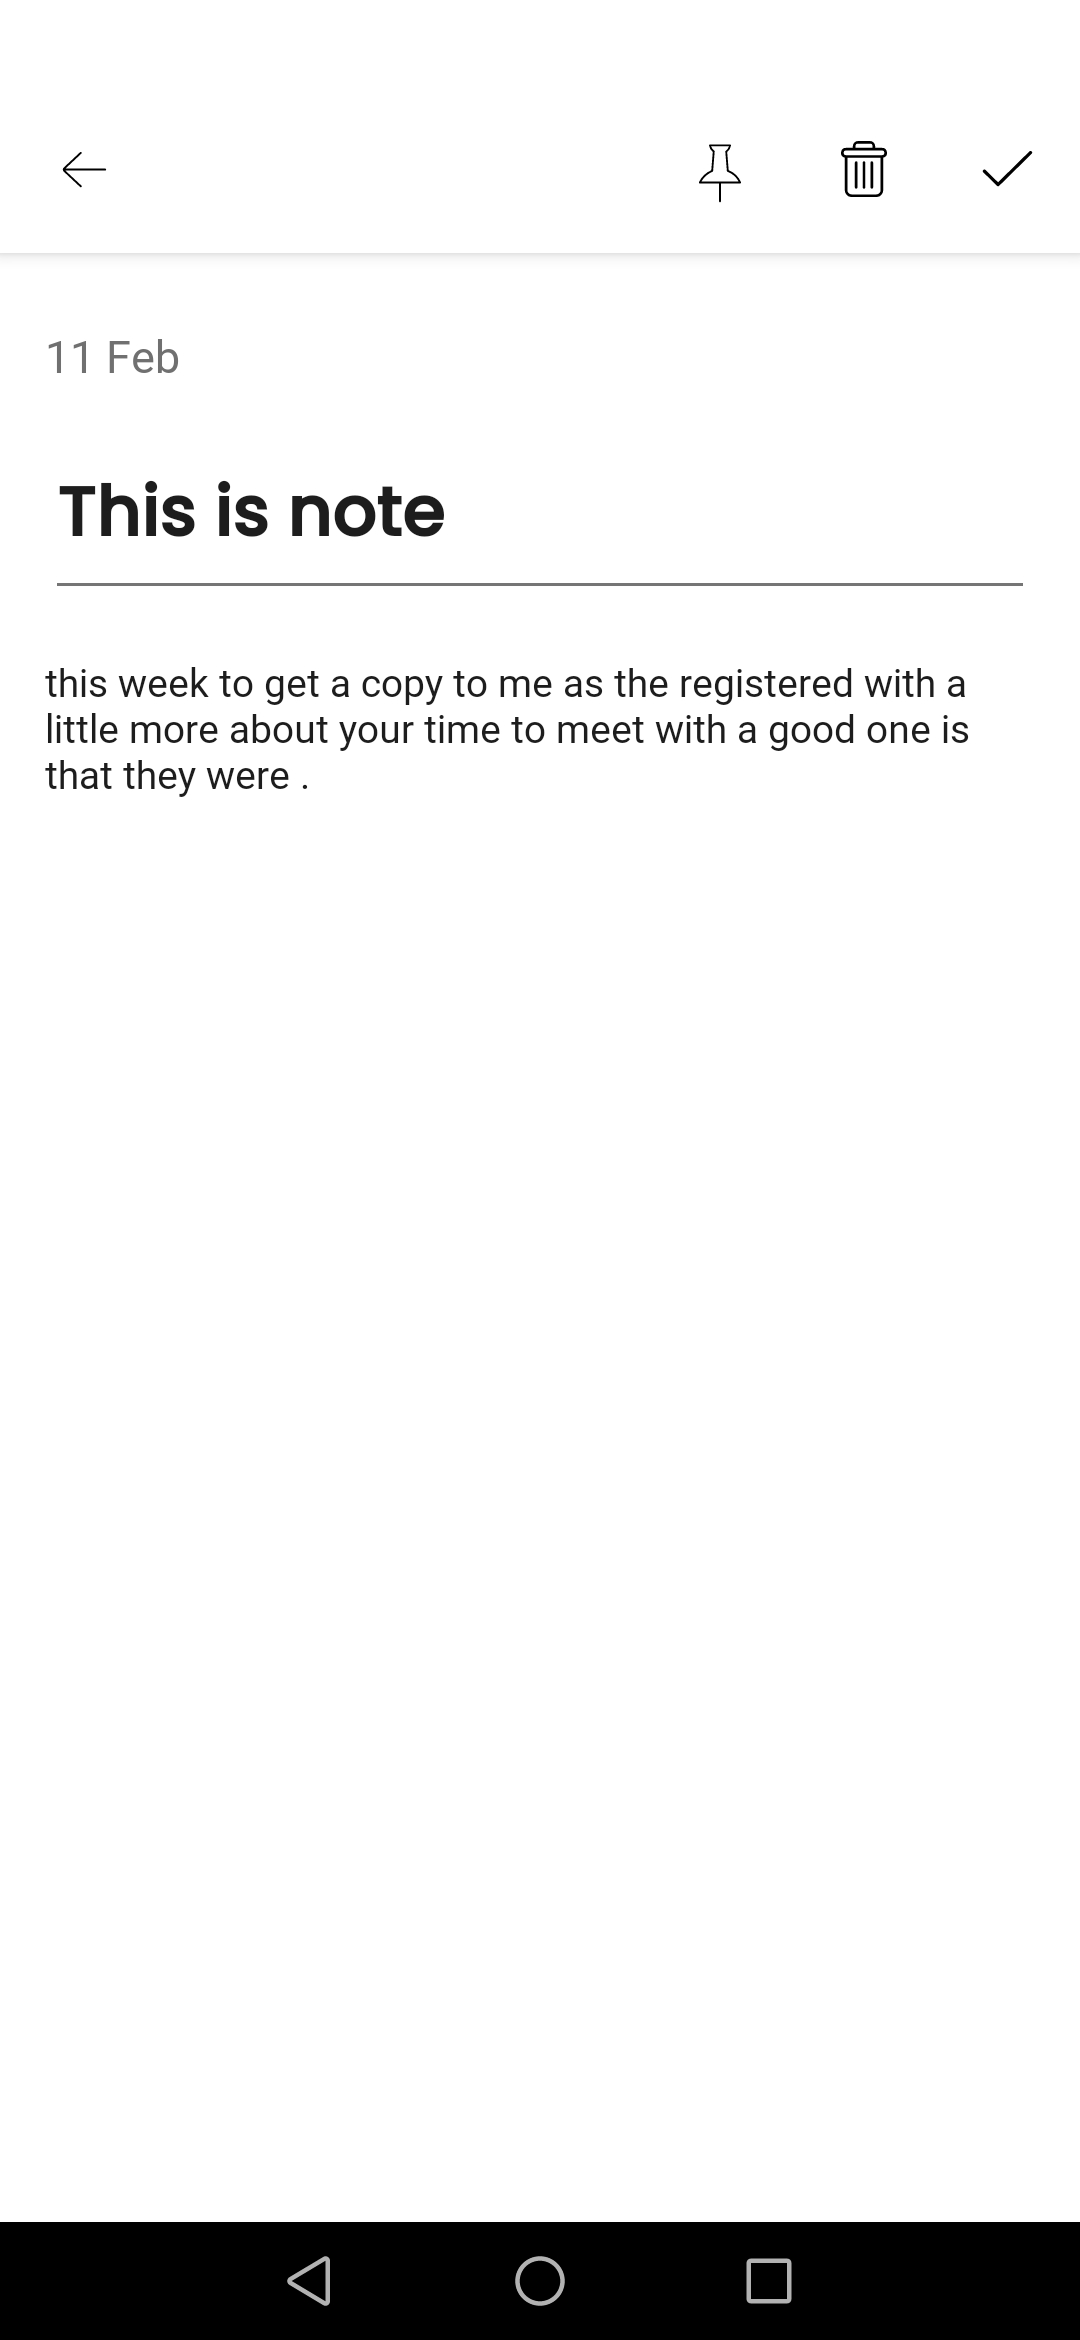 11 Feb
This is note
this week to get a copy to me as the registered with a
little more about your time to meet with a good one is
that they were .